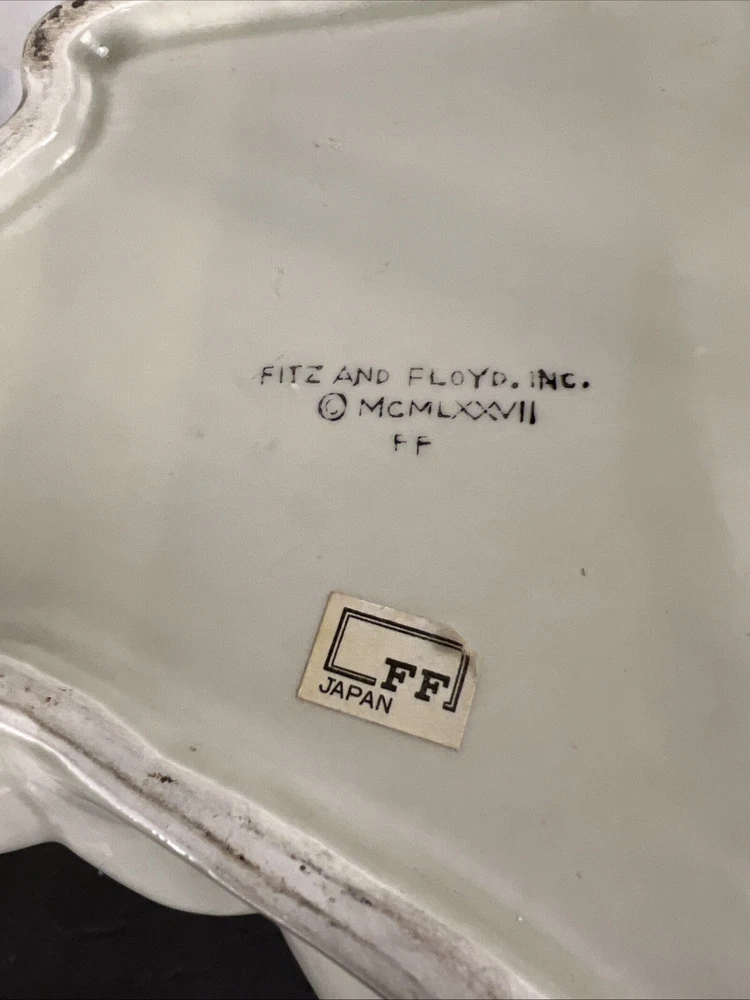 FITZ AND FLOYD. INC.
© MCMLXXVII
FF
FF
JAPAN